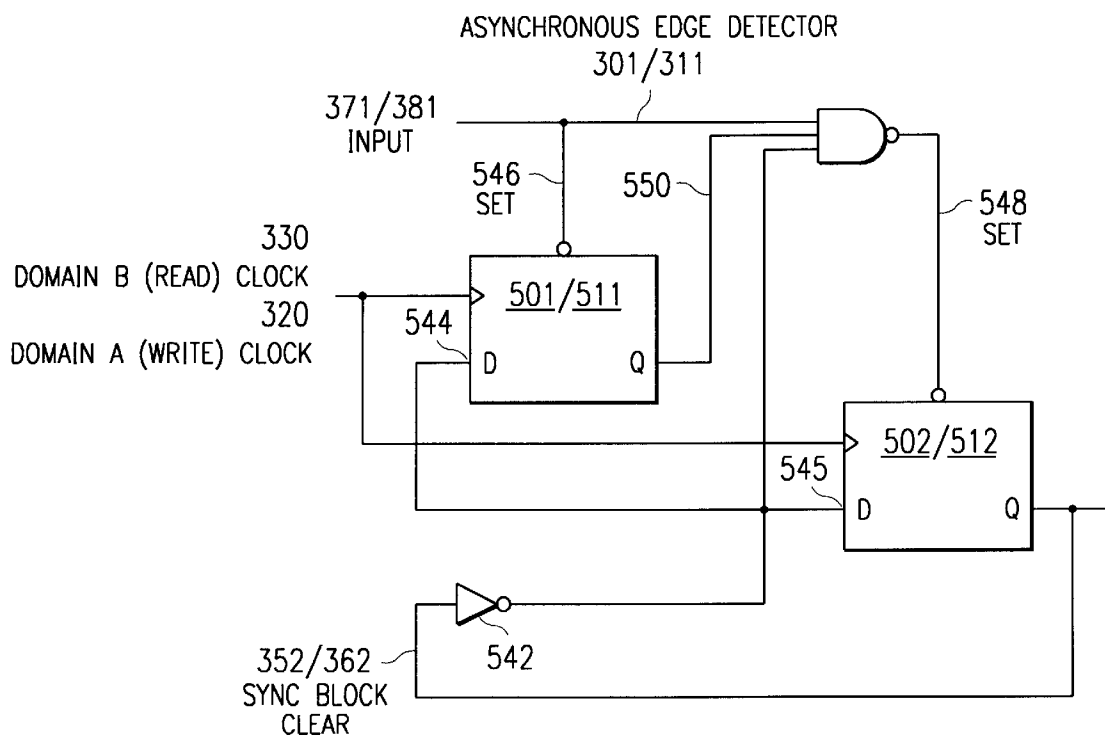 ASYNCHRONOUS EDGE DETECTOR
301/311
371/381
INPUT
546
SET
550
548
SET
330
DOMAIN B (READ) CLOCK
320
DOMAIN A (WRITE) CLOCK
501/511
544
D
Q
502/512
545
D
Q
542
352/362
SYNC BLOCK
CLEAR